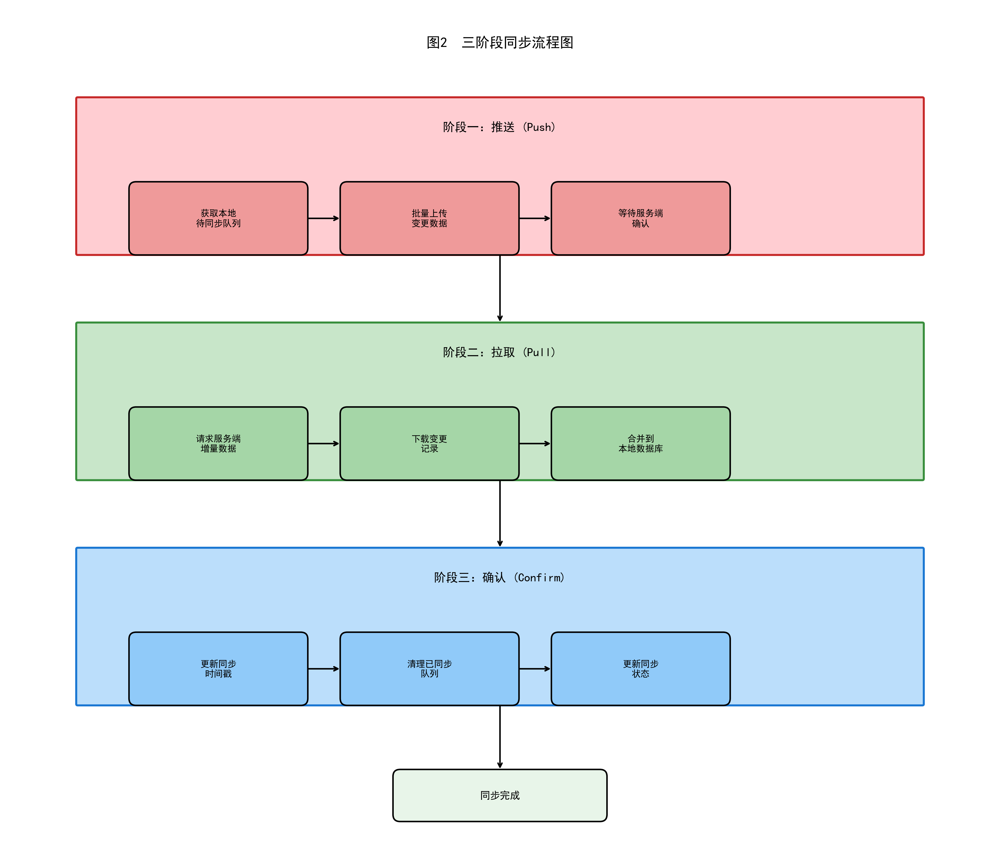 图2  三阶段同步流程图
阶段一：推送（Push）
获取本地
待同步队列
批量上传
变更数据
等待服务端
确认
阶段二：拉取（Pull）
请求服务端
增量数据
下载变更
记录
合并到
本地数据库
阶段三：确认（Confirm）
更新同步
时间戳
清理已同步
队列
更新同步
状态
同步完成